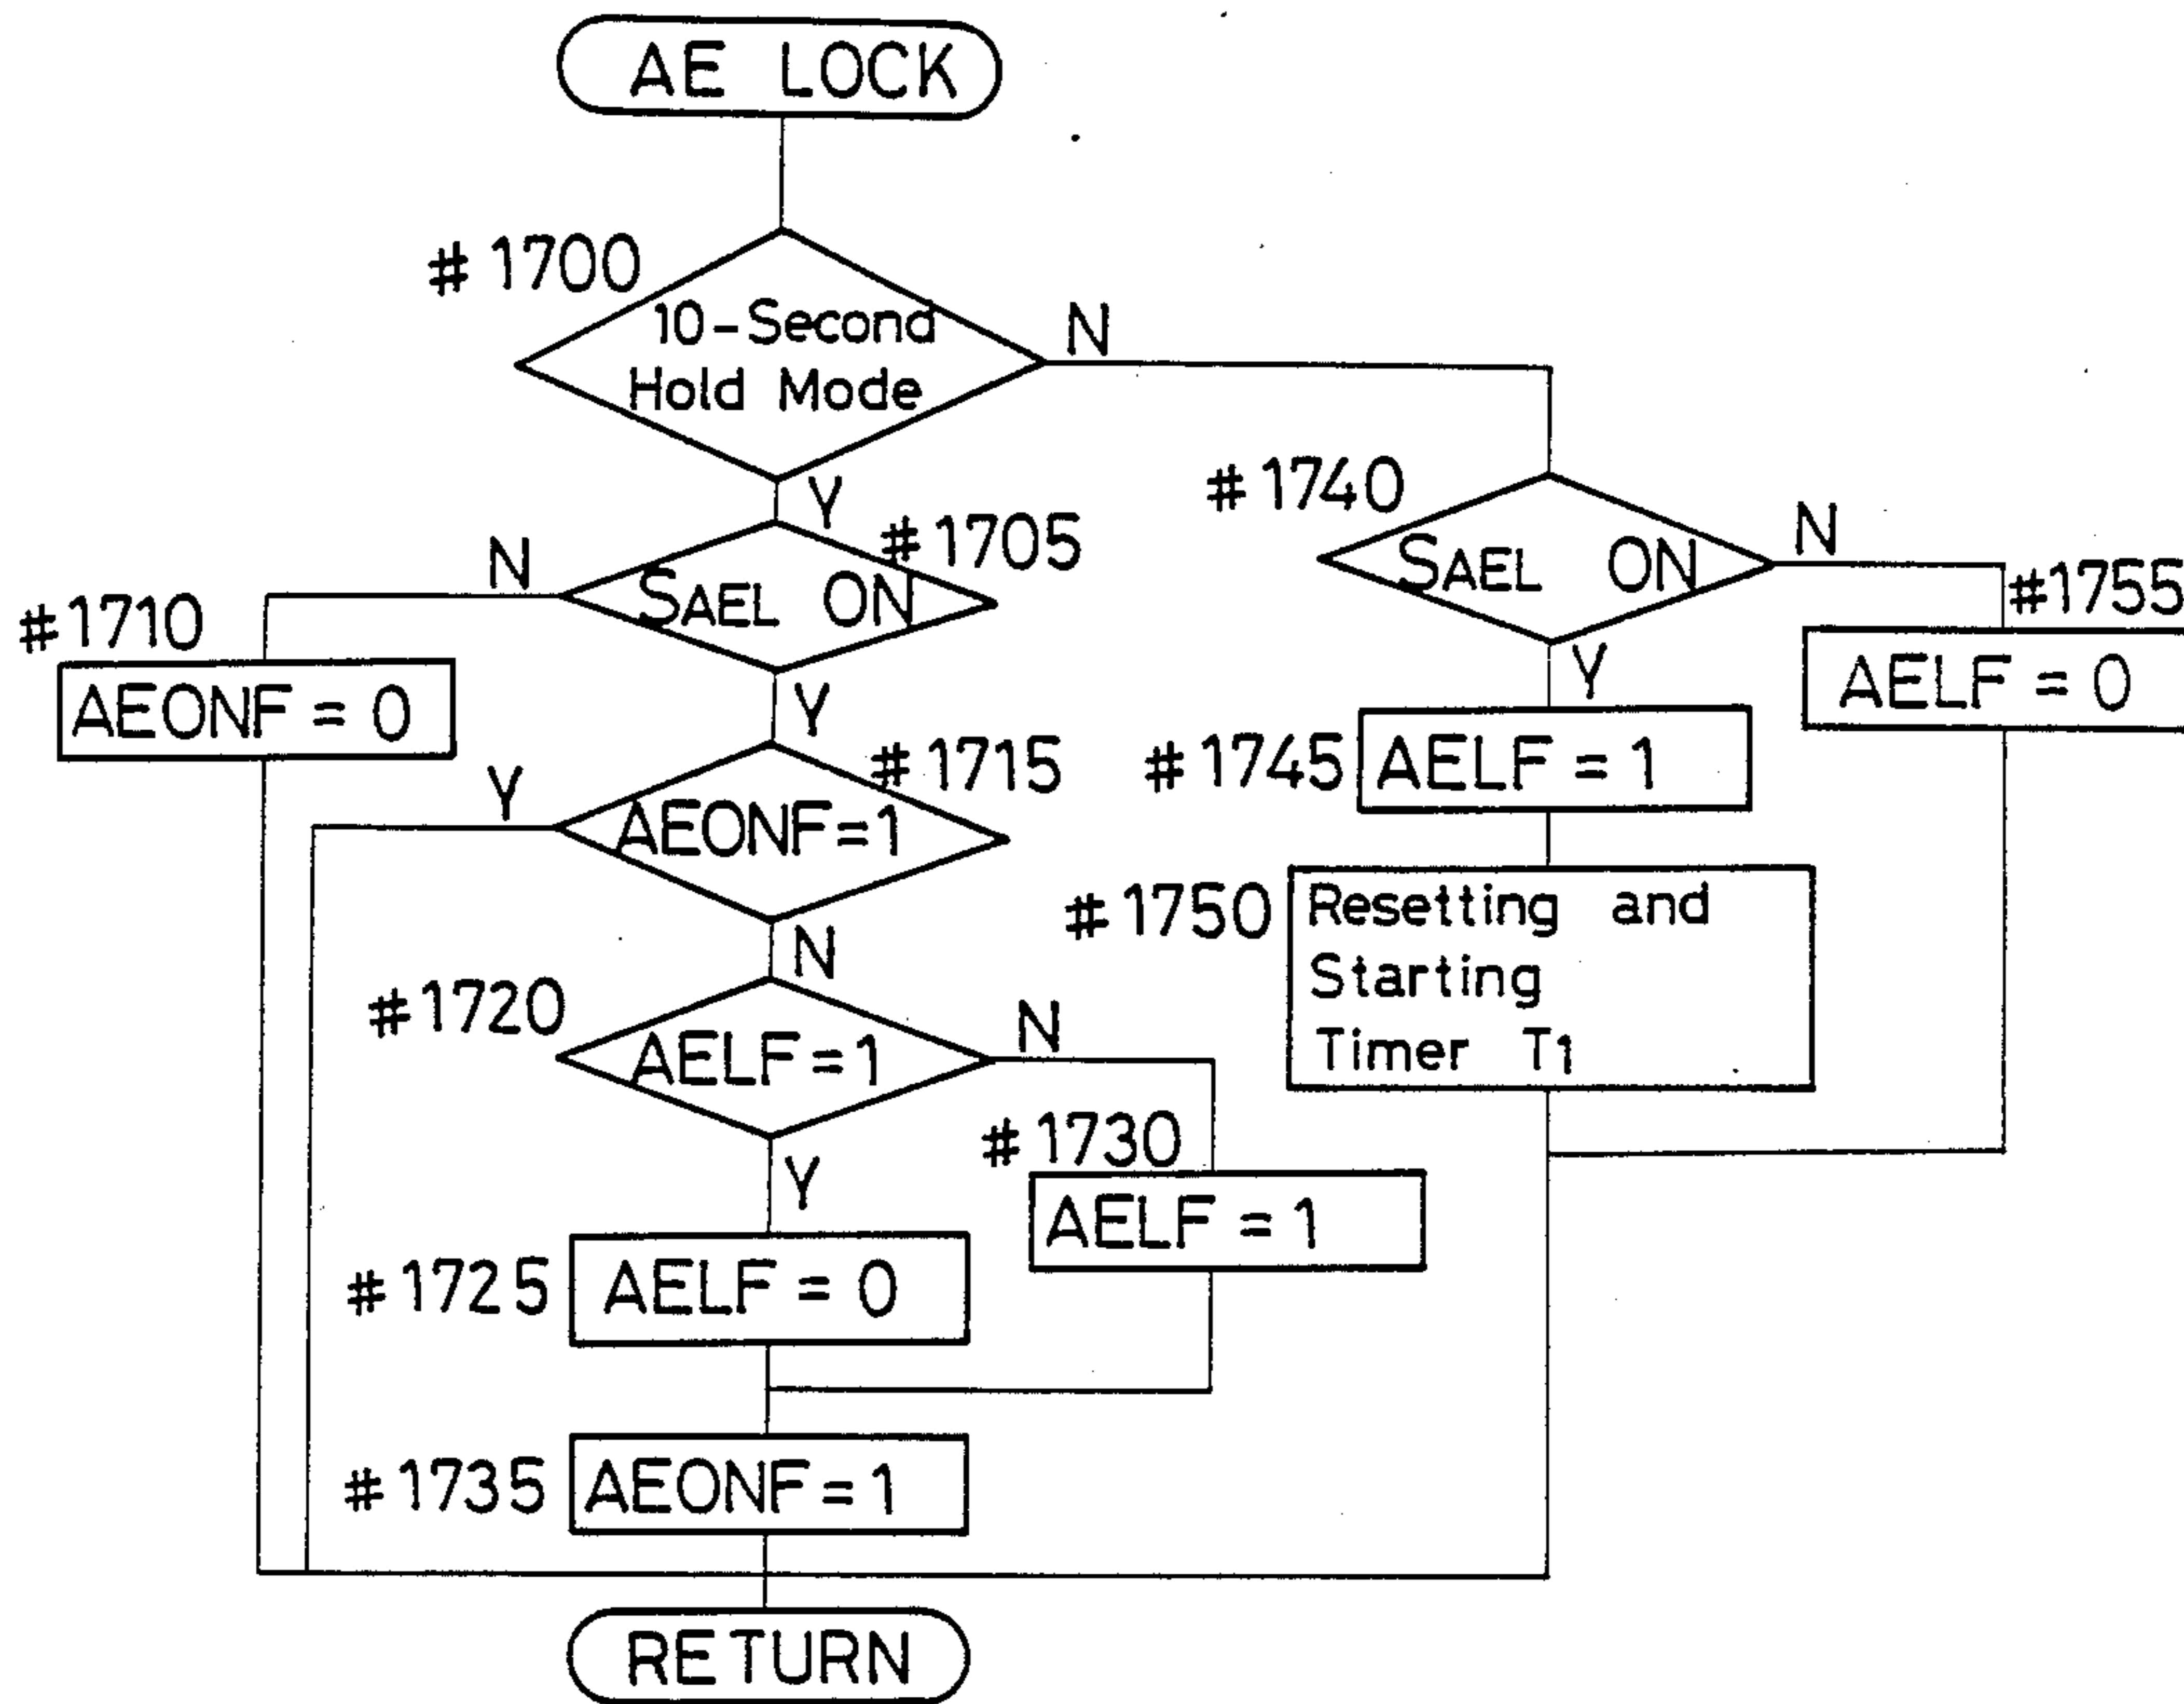 AE LOCK
#1700
10-Second
Hold Mode
N
Y
#1705
SAEL ON
N
#1710
AEONF = 0
Y
#1715
AEONF=1
Y
N
#1720
AELF=1
N
#1730
AELF = 1
Y
#1725
AELF = 0
#1735
AEONF = 1
#1740
SAEL ON
N
#1755
AELF = 0
Y
#1745
AELF = 1
#1750
Resetting and
Starting
Timer T1
RETURN